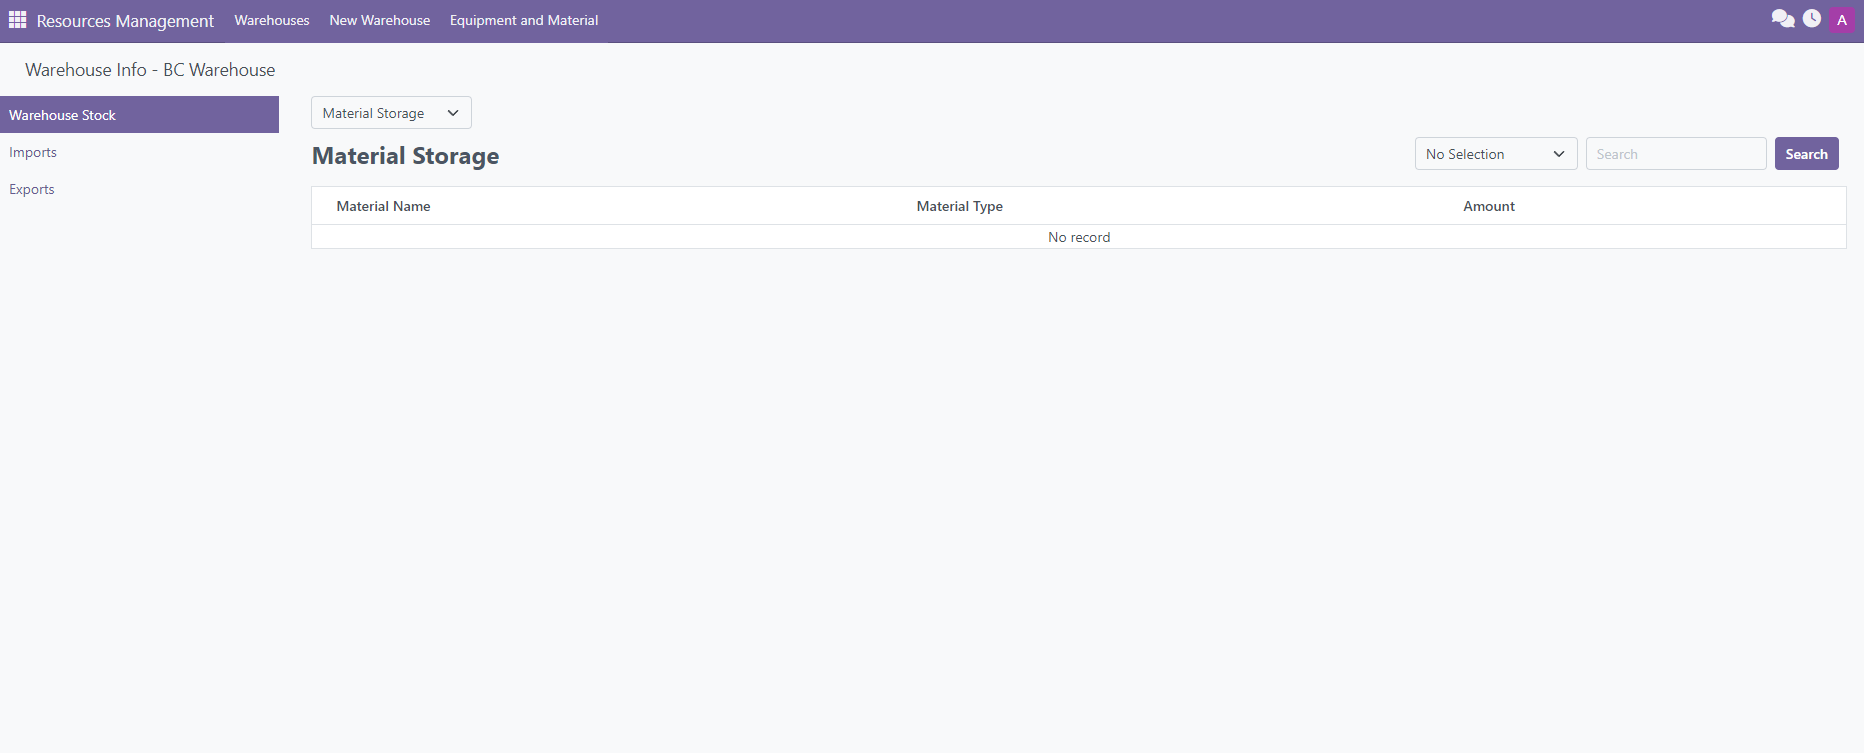 Resources Management Warehouses New Warehouse Equipment and Material A
Warehouse Info - BC Warehouse
Warehouse Stock
Imports
Exports
Material Storage
Material Storage
No Selection Search Search
Material Name Material Type Amount
No record